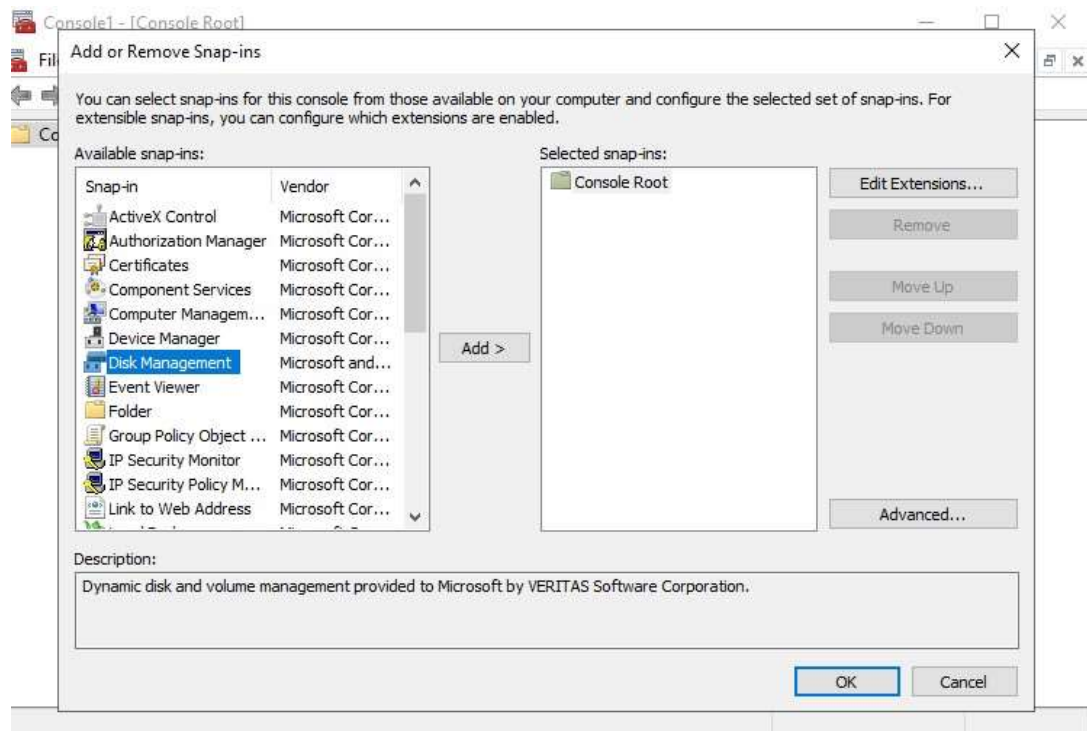 Console1 - [Console Root]
Add or Remove Snap-ins
Fil
You can select snap-ins for this console from those available on your computer and configure the selected set of snap-ins. For
extensible snap-ins, you can configure which extensions are enabled.
Co
Available snap-ins:
Selected snap-ins:
Snap-in Vendor
Console Root
Edit Extensions...
ActiveX Control Microsoft Cor...
Remove
Authorization Manager Microsoft Cor...
Certificates Microsoft Cor...
Component Services Microsoft Cor...
Move Up
Computer Managem... Microsoft Cor...
Move Down
Device Manager Microsoft Cor...
Add >
Disk Management Microsoft and...
Event Viewer Microsoft Cor...
Folder Microsoft Cor...
Group Policy Object ... Microsoft Cor...
IP Security Monitor Microsoft Cor...
IP Security Policy M... Microsoft Cor...
Link to Web Address Microsoft Cor...
Advanced...
Description:
Dynamic disk and volume management provided to Microsoft by VERITAS Software Corporation.
OK
Cancel